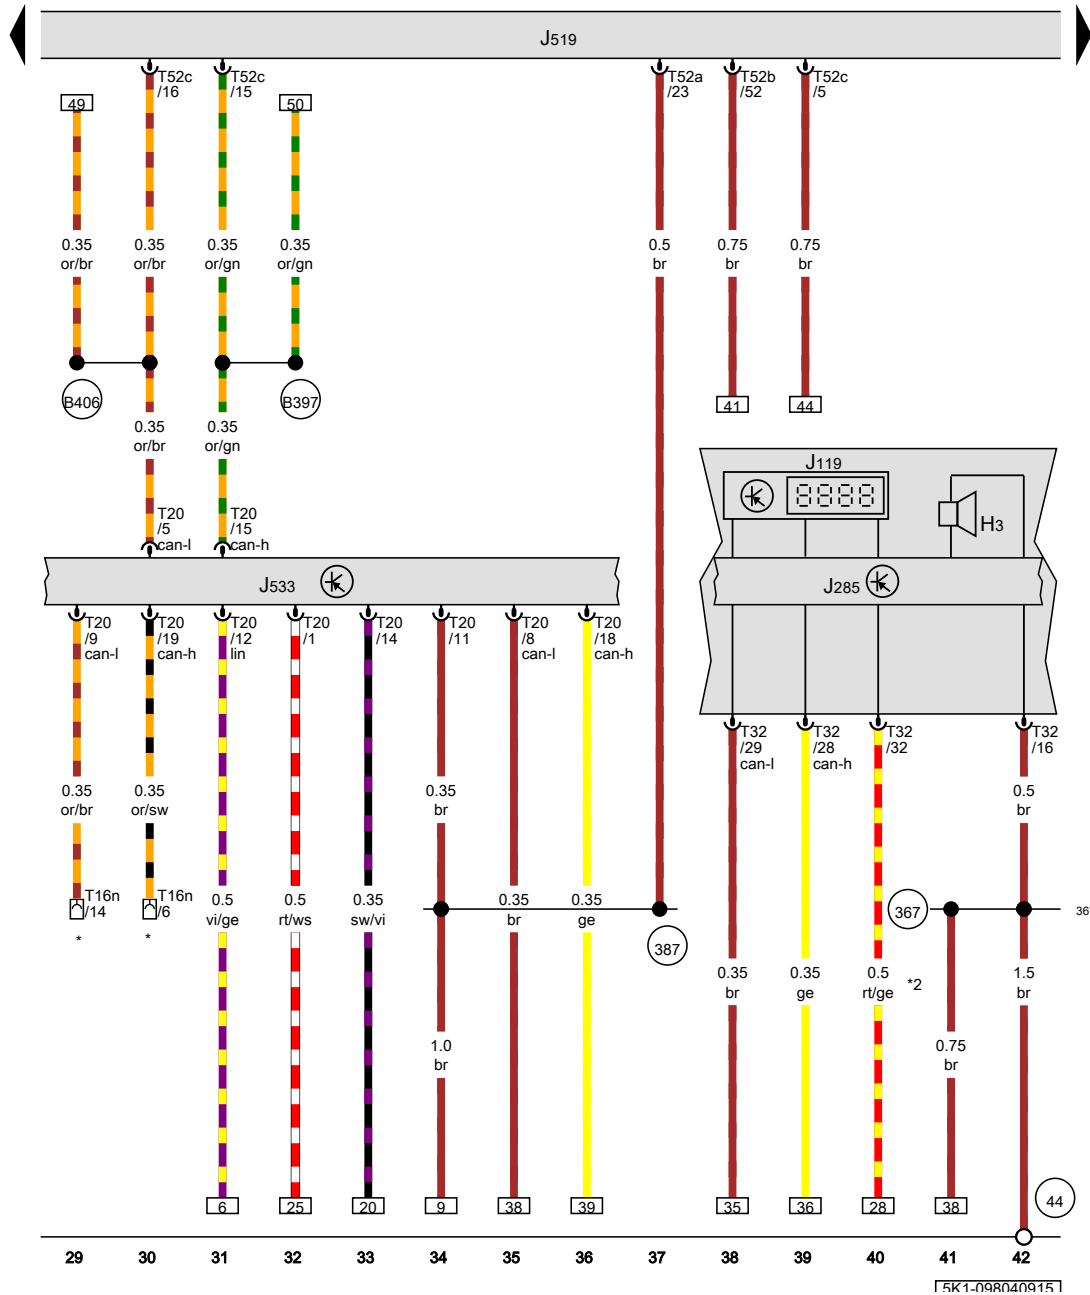 J519
T52c
/16
T52c
/15
T52a
/23
T52b
/52
T52c
/5
49
50
0.35
or/br
0.35
or/br
0.35
or/gn
0.35
or/gn
0.5
br
0.75
br
0.75
br
B406
B397
41
44
0.35
or/br
0.35
or/gn
J119
8888
H3
T20
/5
can-l
T20
/15
can-h
J533
J285
T20
/9
can-l
T20
/19
can-h
T20
/12
lin
T20
/1
T20
/14
T20
/11
T20
/8
can-l
T20
/18
can-h
T32
/29
can-l
T32
/28
can-h
T32
/32
T32
/16
0.35
or/br
0.35
or/sw
0.35
br
0.5
br
T16n
/14
*
T16n
/6
*
0.5
vi/ge
0.5
rt/ws
0.35
sw/vi
0.35
br
0.35
ge
387
367
36
0.35
br
0.35
ge
0.5
rt/ge
*2
1.5
br
1.0
br
0.75
br
6
25
20
9
38
39
35
36
28
38
44
29 30 31 32 33 34 35 36 37 38 39 40 41 42
5K1-098040915